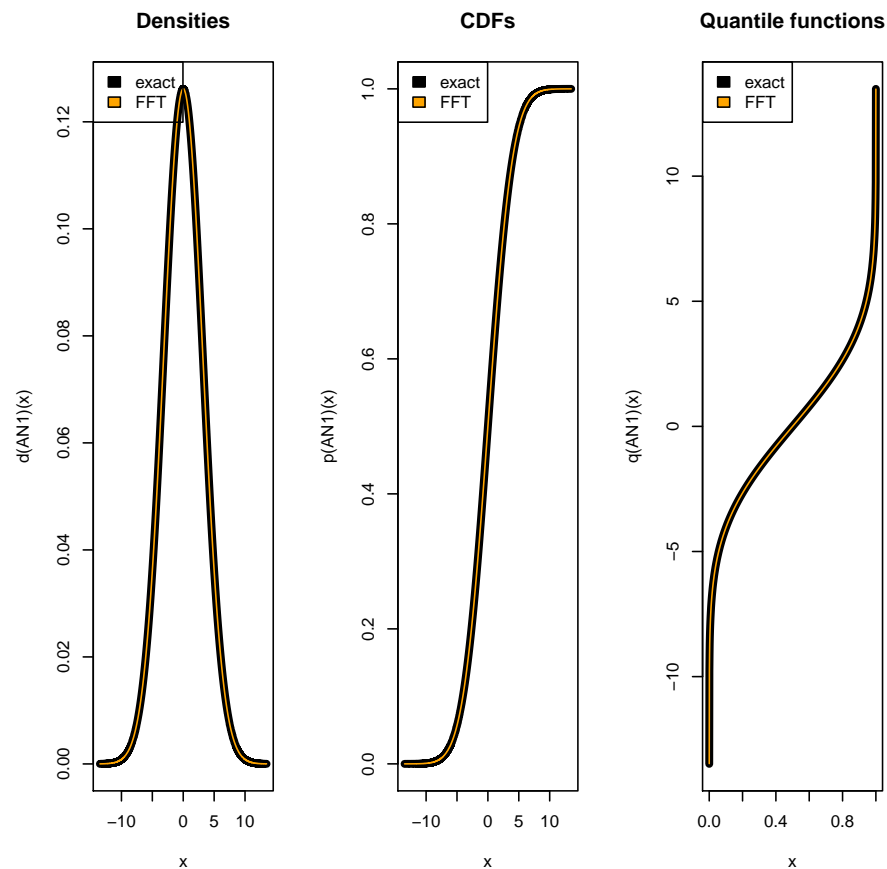 Densities
exact
FFT
d(AN1)(x)
0.00 0.02 0.04 0.06 0.08 0.10 0.12
−10 0 5 10
x
CDFs
exact
FFT
p(AN1)(x)
0.0 0.2 0.4 0.6 0.8 1.0
−10 0 5 10
x
Quantile functions
exact
FFT
q(AN1)(x)
−10 −5 0 5 10
0.0 0.4 0.8
x